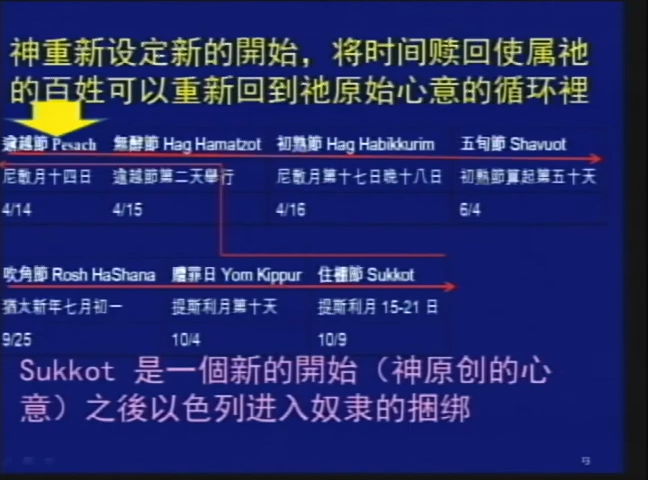 神重新设定新的開始，将时间赎回使属祂
的百姓可以重新回到祂原始心意的循环裡
逾越節 Pesach 無酵節 Hag Hamatzot 初熟節 Hag Habikkurim 五旬節 Shavuot
尼散月十四日 逾越節第二天舉行 尼散月第十七日晚十八日 初熟節算起第五十天
4/14 4/15 4/16 6/4
吹角節 Rosh HaShana 贖罪日 Yom Kippur 住棚節 Sukkot
猶太新年七月初一 提斯利月第十天 提斯利月 15-21 日
9/25 10/4 10/9
Sukkot 是一個新的開始（神原创的心
意）之後以色列进入奴隶的捆绑